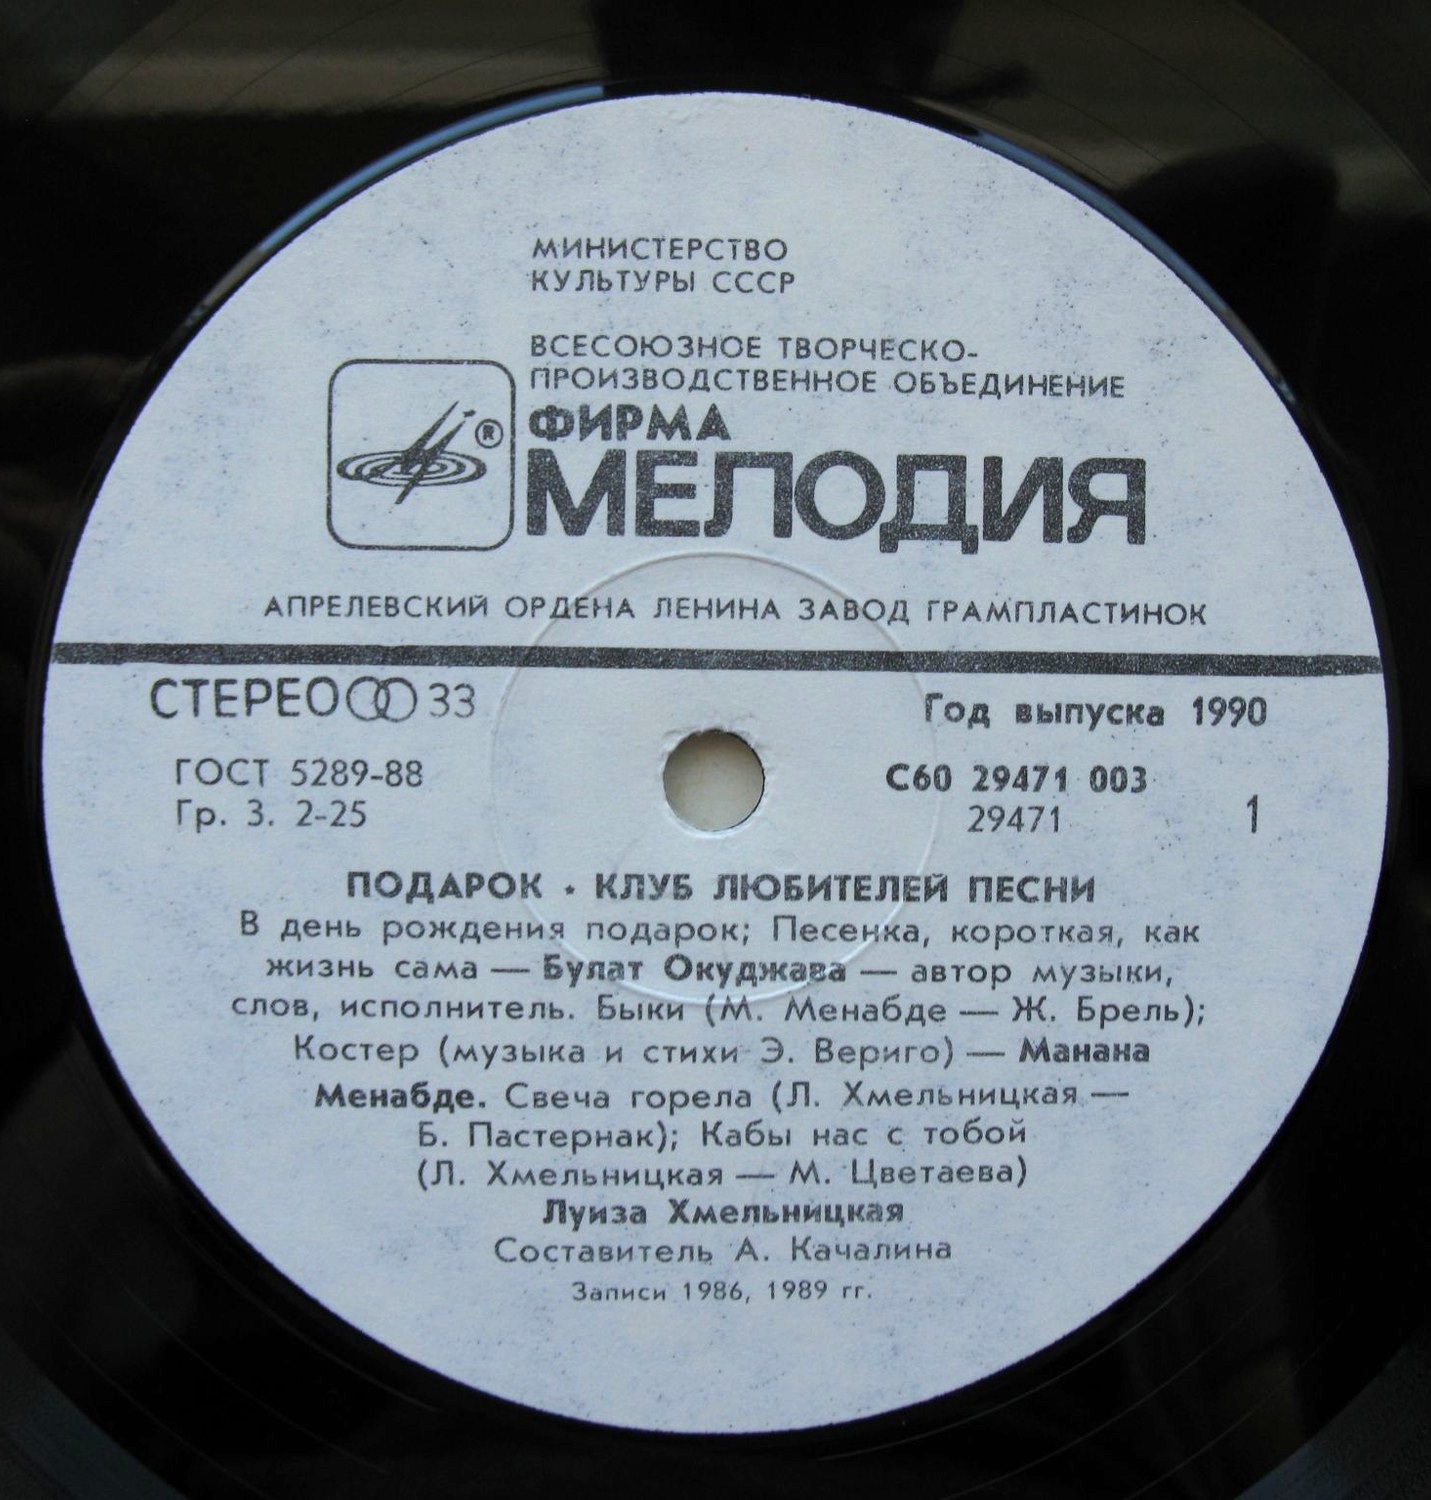 МИНИСТЕРСТВО
КУЛЬТУРЫ СССР
ВСЕСОЮЗНОЕ ТВОРЧЕСКО-
ПРОИЗВОДСТВЕННОЕ ОБЪЕДИНЕНИЕ
ФИРМА
®
МЕЛОДИЯ
АПРЕЛЕВСКИЙ ОРДЕНА ЛЕНИНА ЗАВОД ГРАМПЛАСТИНОК
СТЕРЕО 33
Год выпуска 1990
ГОСТ 5289-88
С60 29471 003
Гр. 3. 2-25
29471
1
ПОДАРОК · КЛУБ ЛЮБИТЕЛЕЙ ПЕСНИ
В день рождения подарок; Песенка, короткая, как
жизнь сама — Булат Окуджава — автор музыки,
слов, исполнитель. Быки (М. Менабде — Ж. Брель);
Костер (музыка и стихи Э. Вериго) — Манана
Менабде. Свеча горела (Л. Хмельницкая —
Б. Пастернак); Кабы нас с тобой
(Л. Хмельницкая — М. Цветаева)
Луиза Хмельницкая
Составитель А. Качалина
Записи 1986, 1989 гг.